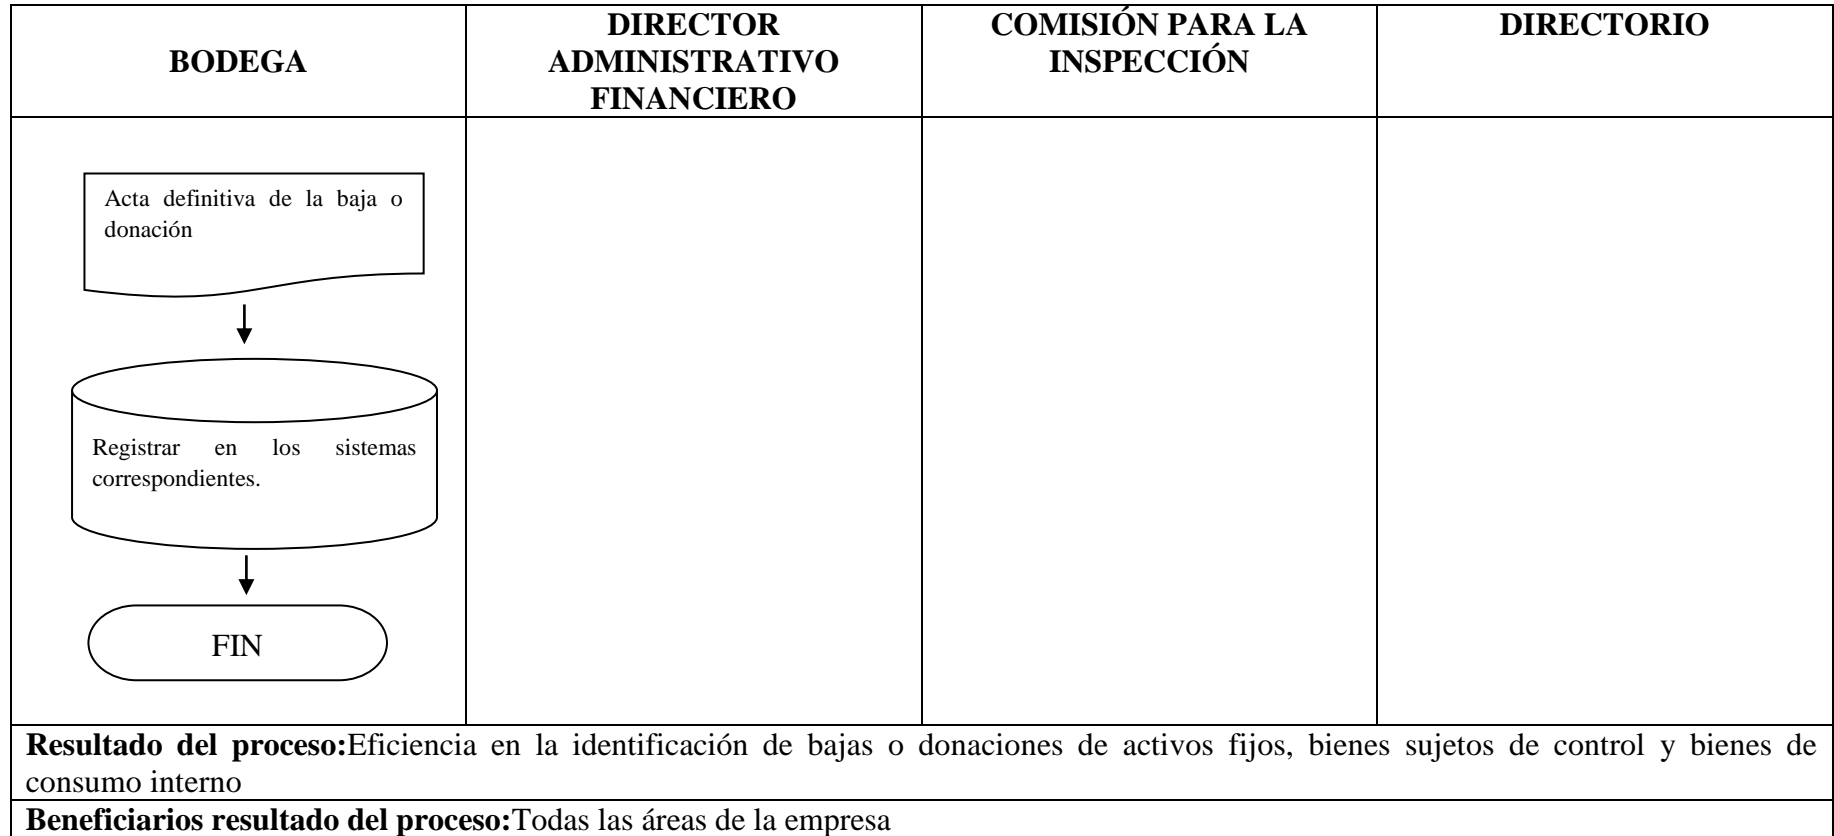 BODEGA
DIRECTOR
ADMINISTRATIVO
FINANCIERO
COMISIÓN PARA LA
INSPECCIÓN
DIRECTORIO
Acta definitiva de la baja o
donación
Registrar en los sistemas
correspondientes.
FIN
Resultado del proceso:Eficiencia en la identificación de bajas o donaciones de activos fijos, bienes sujetos de control y bienes de
consumo interno
Beneficiarios resultado del proceso:Todas las áreas de la empresa